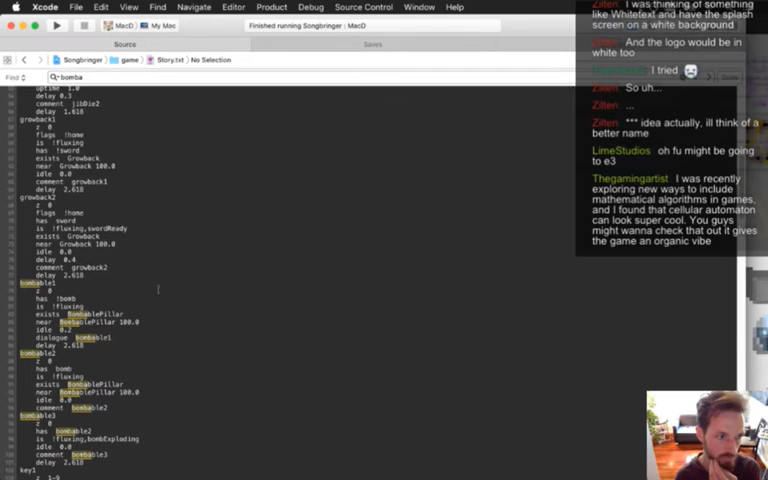 Xcode File Edit View Find Navigate Editor Product Debug Source Control Window Help
MacD My Mac Finished running Songbringer : MacD
Source Saves
Songbringer game Story.txt No Selection
Find bomba
uptime 1.0
delay 0.3
comment jibDie2
delay 1.618
growback1
z 0
flags !home
is !fluxing
has !sword
exists Growback
near Growback 100.0
idle 0.0
comment growback1
delay 2.618
growback2
z 0
flags !home
has sword
is !fluxing,swordReady
exists Growback
near Growback 100.0
idle 0.0
delay 0.4
comment growback2
delay 2.618
bombable1
z 0
has !bomb
is !fluxing
exists BombablePillar
near BombablePillar 100.0
idle 0.2
dialogue bombable1
delay 2.618
bombable2
z 0
has bomb
is !fluxing
exists BombablePillar
near BombablePillar 100.0
idle 0.0
comment bombable2
bombable3
z 0
has bombable2
is !fluxing,bombExploding
idle 0.0
comment bombable3
delay 2.618
key1
z 1-9
Zilten I was thinking of something
like Whitetext and have the splash
screen on a white background
And the logo would be in
white too
I tried
Zilten So uh...
Zilten ...
Zilten *** idea actually, ill think of a
better name
LimeStudios oh fu might be going
to e3
Thegamingartist I was recently
exploring new ways to include
mathematical algorithms in games,
and I found that cellular automaton
can look super cool. You guys
might wanna check that out it gives
the game an organic vibe